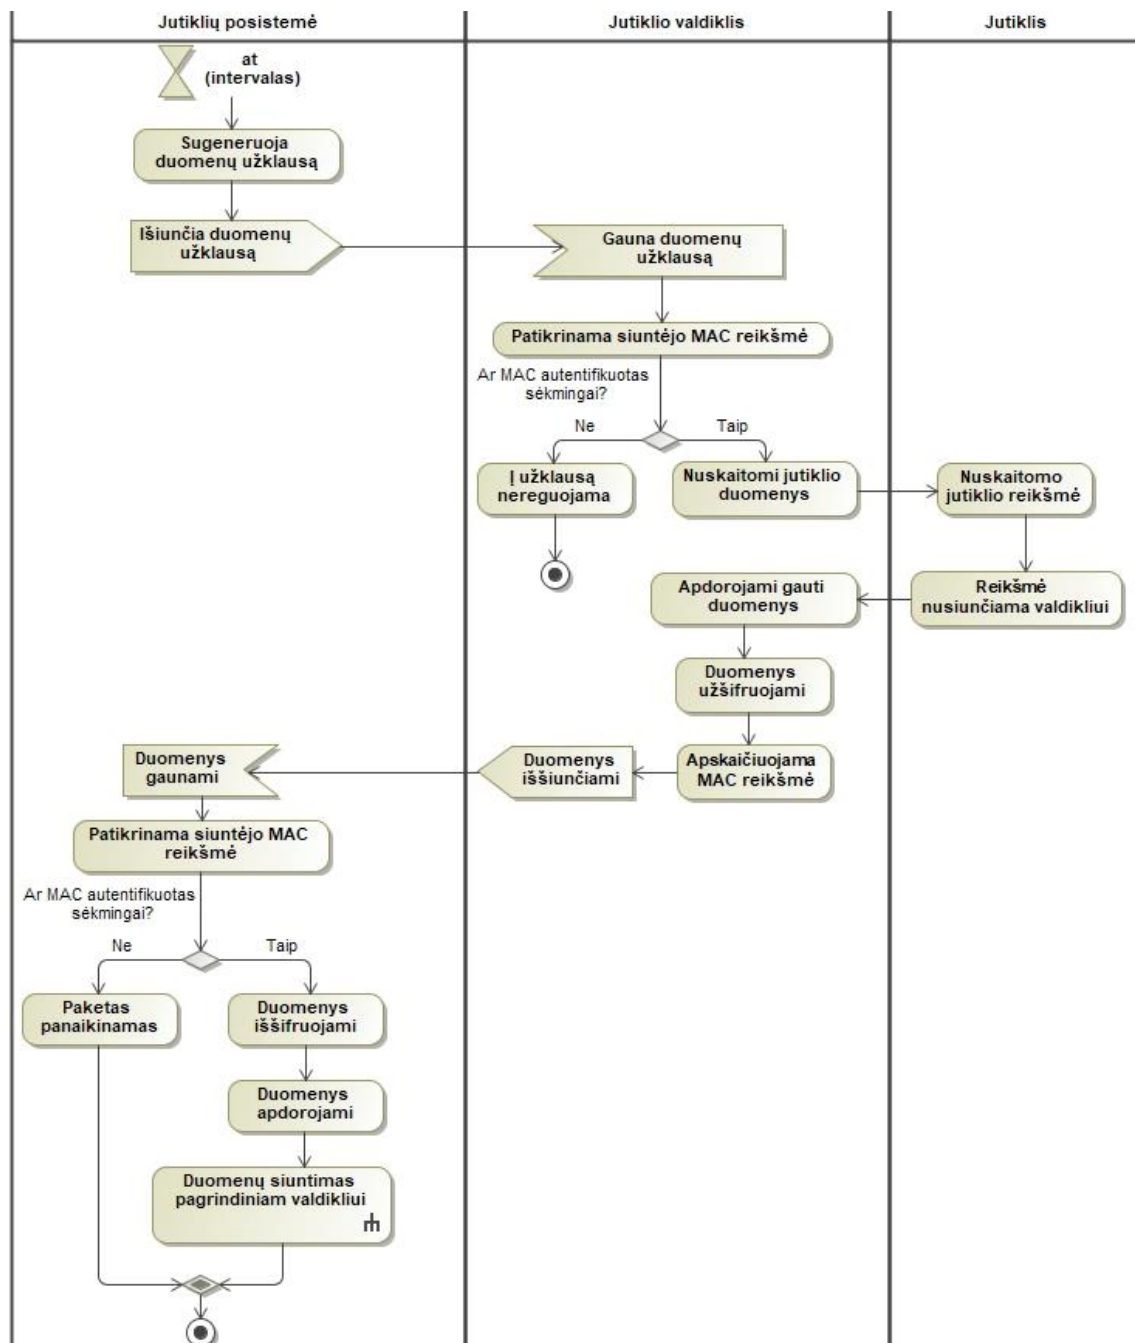 Jutiklių posistemė
Jutiklio valdiklis
Jutiklis
at
(intervalas)
Sugeneruoja
duomenų užklausą
Išiunčia duomenų
užklausą
Gauna duomenų
užklausą
Patikrinama siuntėjo MAC reikšmė
Ar MAC autentifikuotas
sėkmingai?
Ne
Taip
Į užklausą
nereguojama
Nuskaitomi jutiklio
duomenys
Nuskaitomo
jutiklio reikšmė
Reikšmė
nusiunčiama valdikliui
Apdorojami gauti
duomenys
Duomenys
užšifruojami
Apskaičiuojama
MAC reikšmė
Duomenys
iššiunčiami
Duomenys
gaunami
Patikrinama siuntėjo MAC
reikšmė
Ar MAC autentifikuotas
sėkmingai?
Ne
Taip
Paketas
panaikinamas
Duomenys
iššifruojami
Duomenys
apdorojami
Duomenų siuntimas
pagrindiniam valdikliui